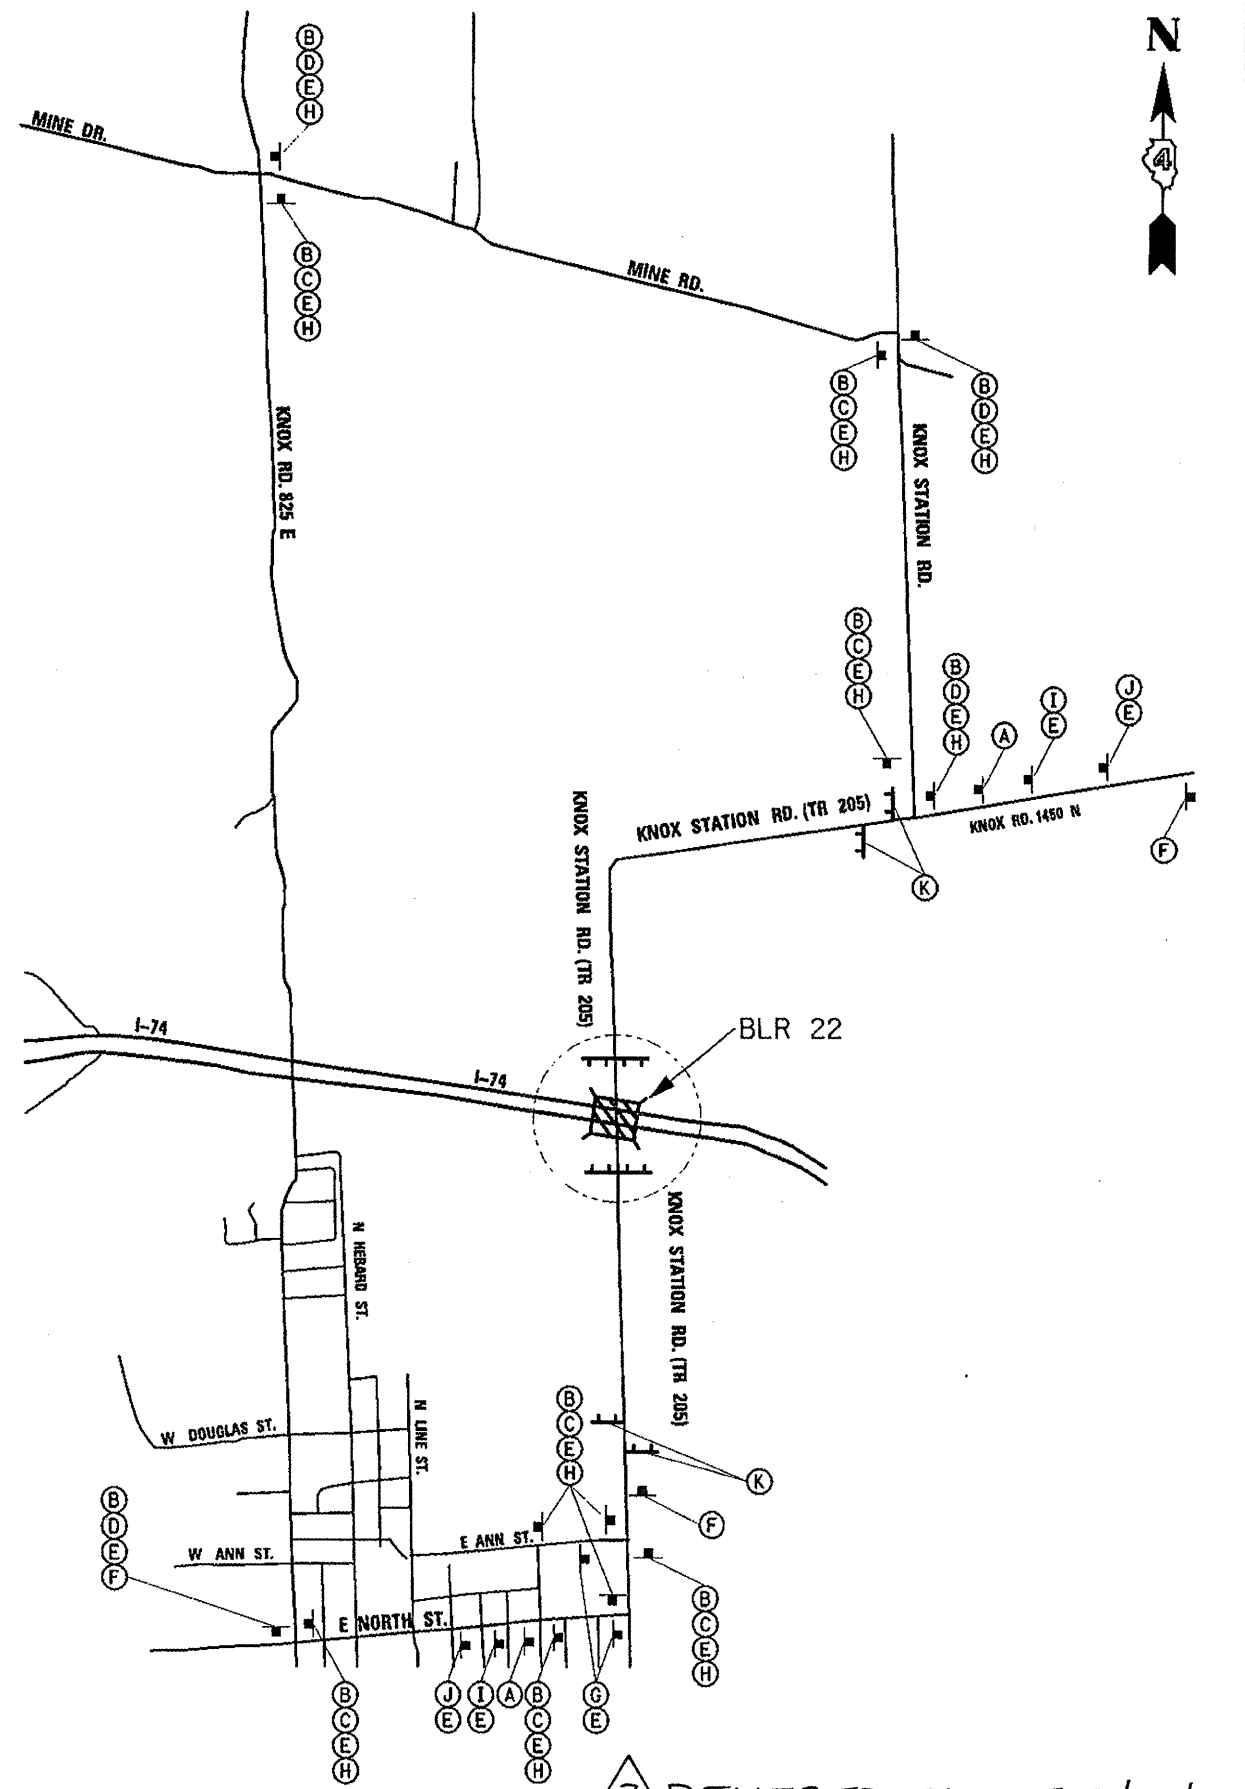 N
4
B
D
E
H
MINE DR.
B
C
E
H
MINE RD.
B
C
E
H
B
D
E
H
KNOX RD. 825 E
KNOX STATION RD.
B
C
E
H
B
D
E
H
A
I
E
J
E
KNOX STATION RD. (TR 205)
KNOX RD. 1450 N
F
K
KNOX STATION RD. (TR 205)
I-74
I-74
BLR 22
KNOX STATION RD. (TR 205)
N HEBARD ST.
W DOUGLAS ST.
N LINE ST.
B
C
E
H
K
F
B
D
E
F
W ANN ST.
E ANN ST.
E NORTH ST.
B
C
E
H
B
C
E
H
J
E
I
E
A
B
C
E
H
G
E